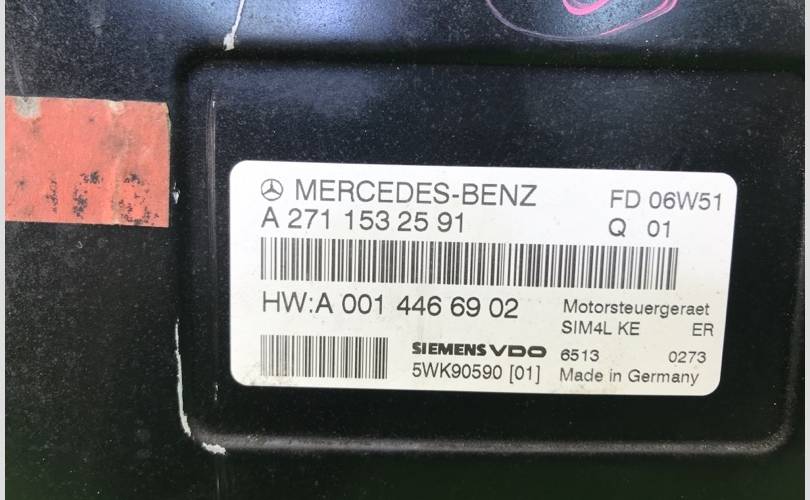 MERCEDES-BENZ
FD 06W51
A 271 153 25 91
Q 01
HW:A 001 446 69 02
Motorsteuergeraet
SIM4L KE ER
SIEMENS VDO
6513 0273
5WK90590 [01]
Made in Germany